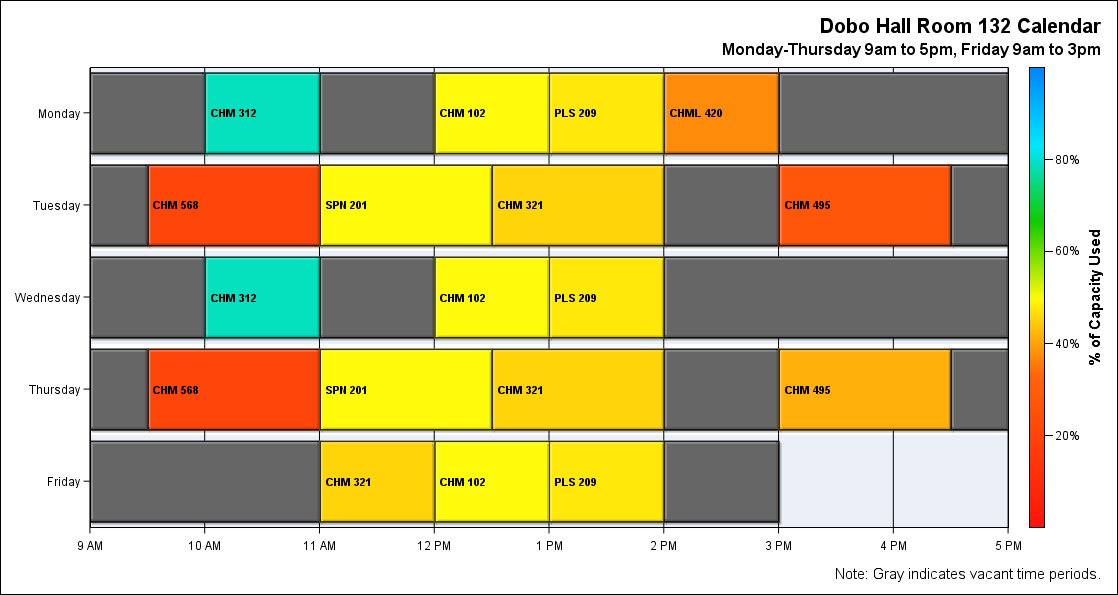 Dobo Hall Room 132 Calendar
Monday-Thursday 9am to 5pm, Friday 9am to 3pm
Monday
CHM 312
CHM 102
PLS 209
CHML 420
Tuesday
CHM 568
SPN 201
CHM 321
CHM 495
Wednesday
CHM 312
CHM 102
PLS 209
Thursday
CHM 568
SPN 201
CHM 321
CHM 495
Friday
CHM 321
CHM 102
PLS 209
9 AM
10 AM
11 AM
12 PM
1 PM
2 PM
3 PM
4 PM
5 PM
80%
60%
40%
20%
% of Capacity Used
Note: Gray indicates vacant time periods.